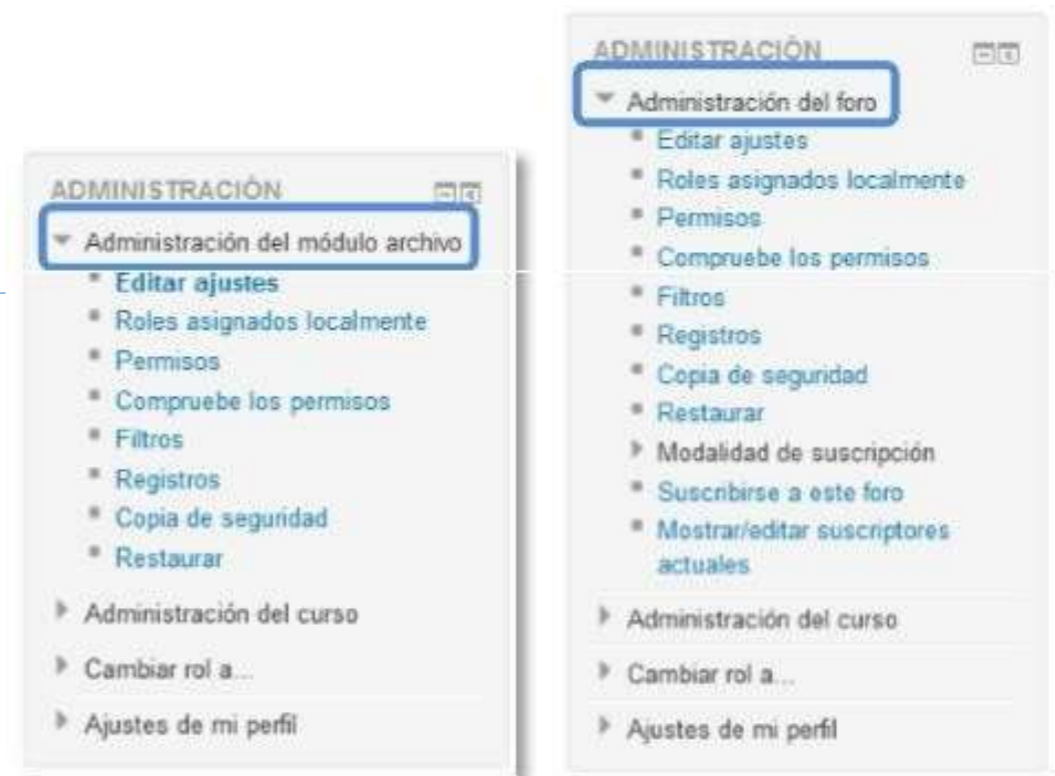 ADMINISTRACIÓN
Administración del módulo archivo
Editar ajustes
Roles asignados localmente
Permisos
Compruebe los permisos
Filtros
Registros
Copia de seguridad
Restaurar
Administración del curso
Cambiar rol a...
Ajustes de mi perfil
ADMINISTRACIÓN
Administración del foro
Editar ajustes
Roles asignados localmente
Permisos
Compruebe los permisos
Filtros
Registros
Copia de seguridad
Restaurar
Modalidad de suscripción
Suscribirse a este foro
Mostrar/editar suscriptores
actuales
Administración del curso
Cambiar rol a...
Ajustes de mi perfil